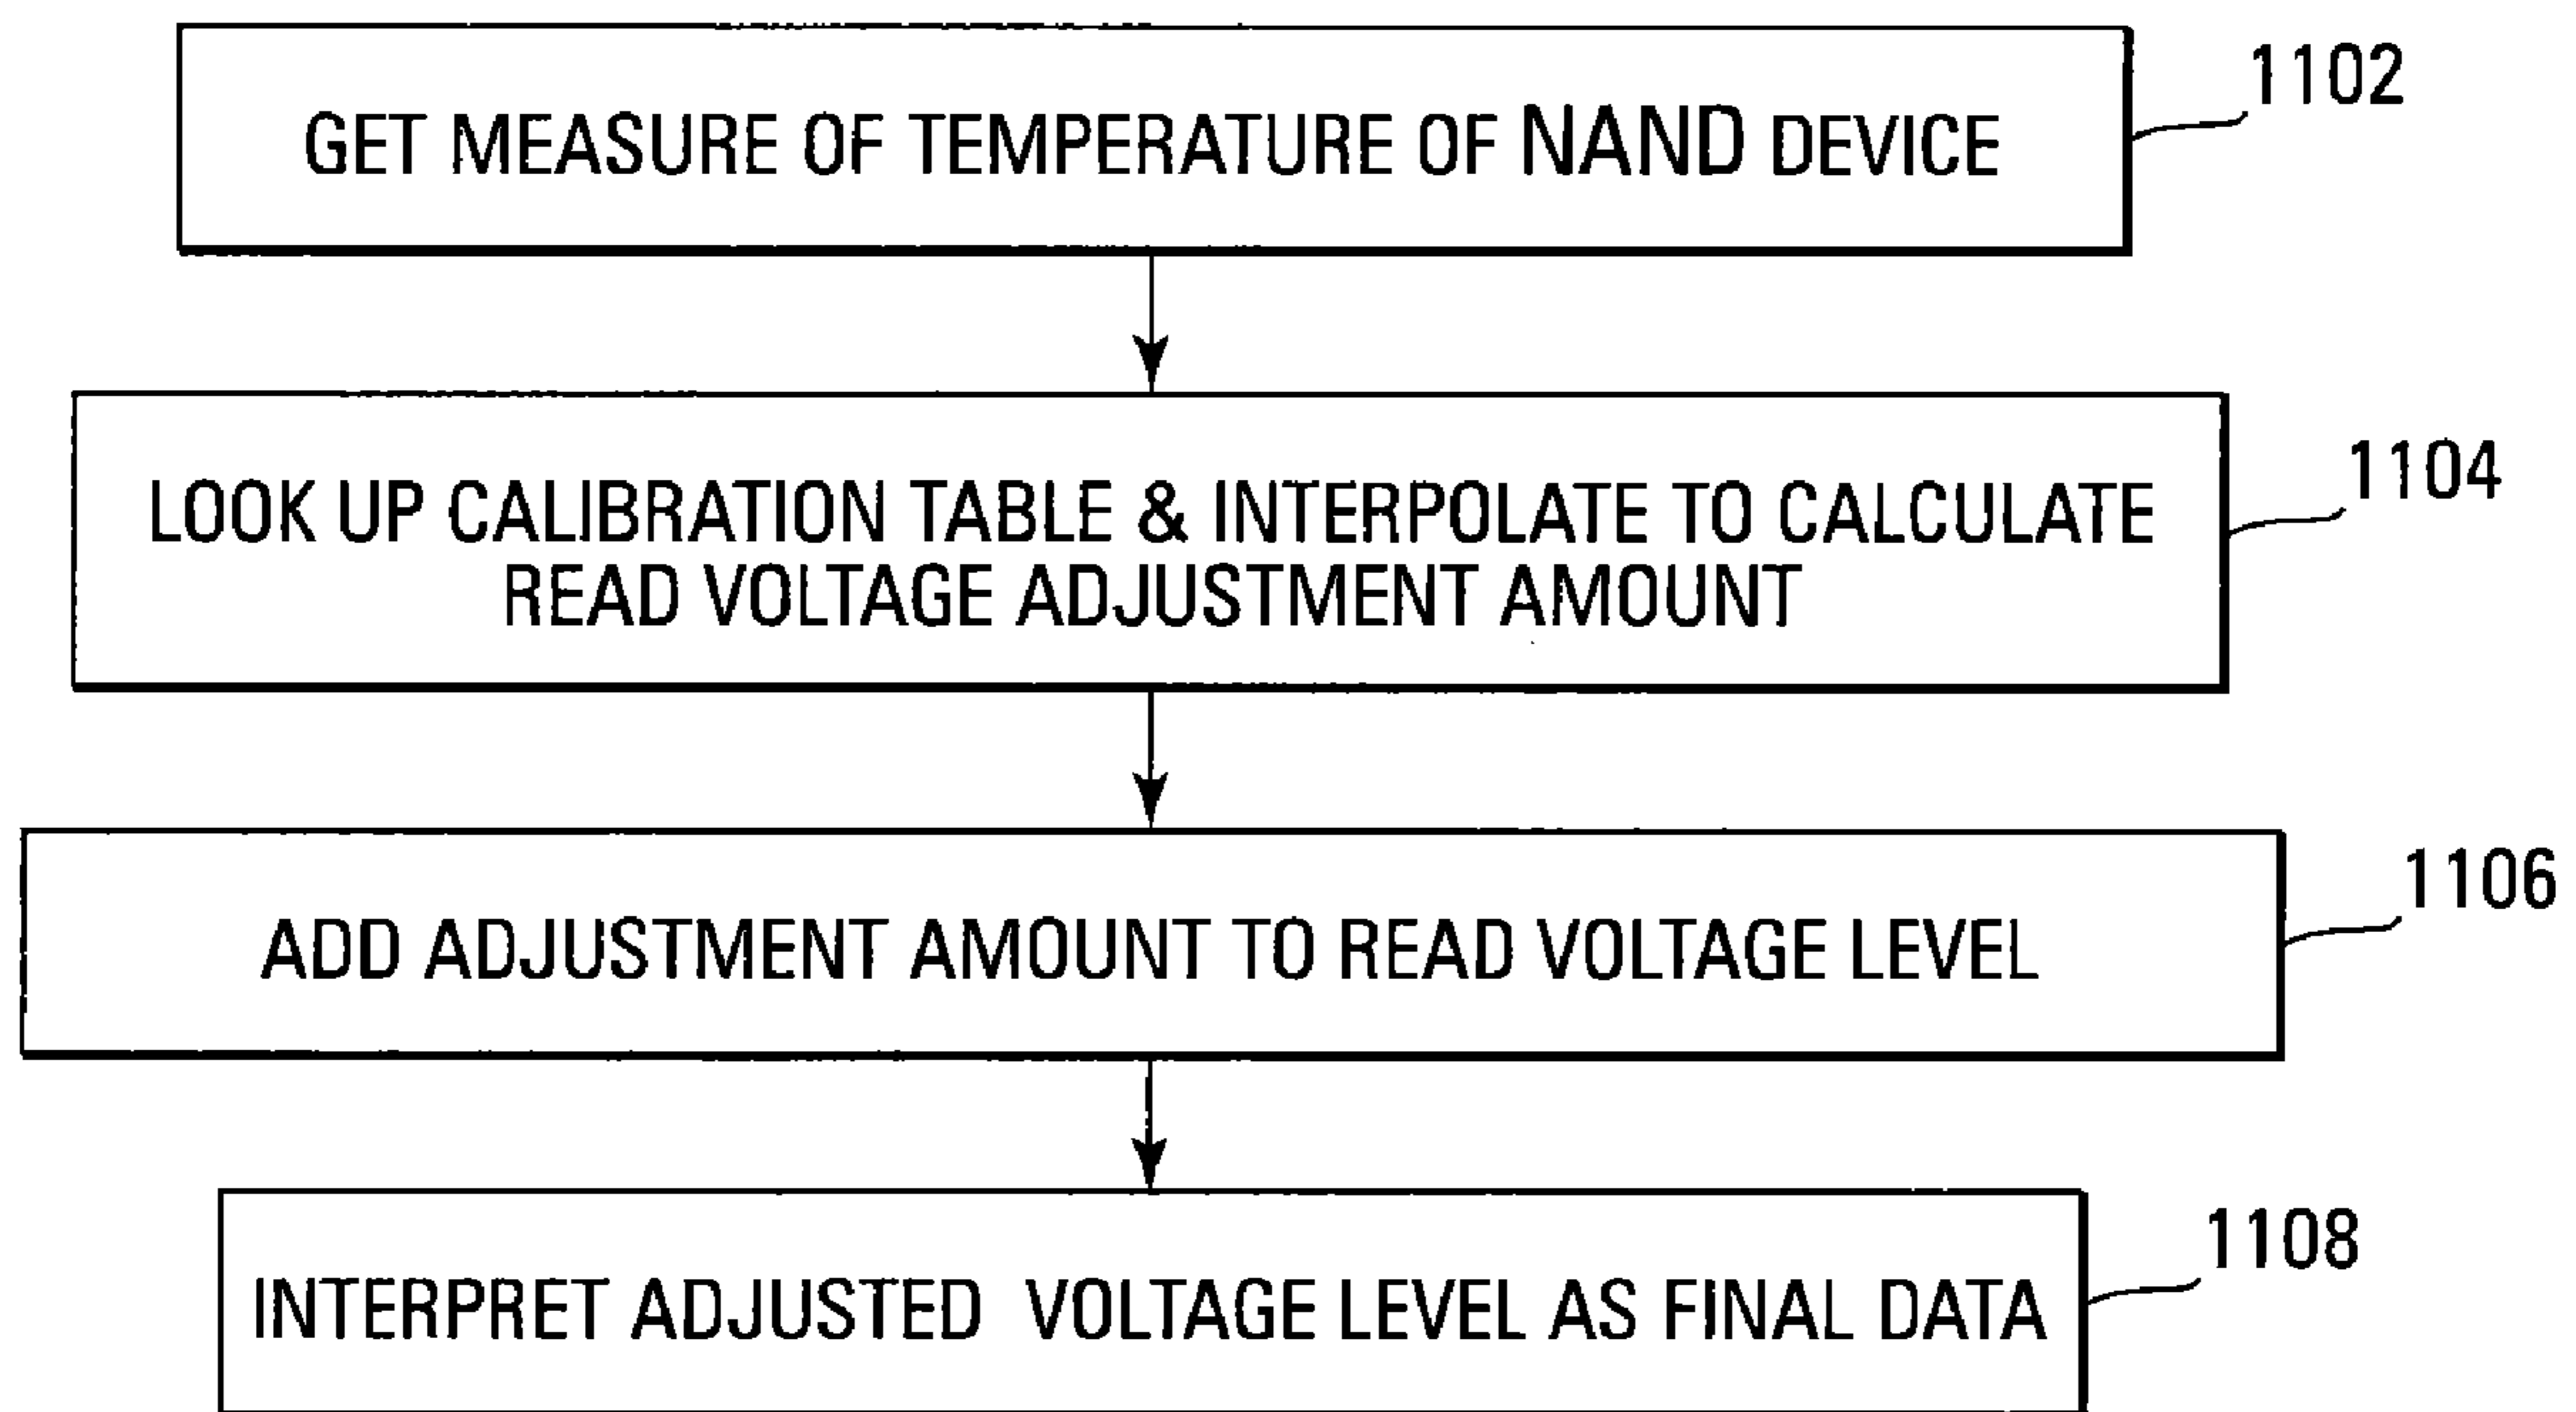 GET MEASURE OF TEMPERATURE OF NAND DEVICE
1102
LOOK UP CALIBRATION TABLE & INTERPOLATE TO CALCULATE
READ VOLTAGE ADJUSTMENT AMOUNT
1104
ADD ADJUSTMENT AMOUNT TO READ VOLTAGE LEVEL
1106
INTERPRET ADJUSTED VOLTAGE LEVEL AS FINAL DATA
1108